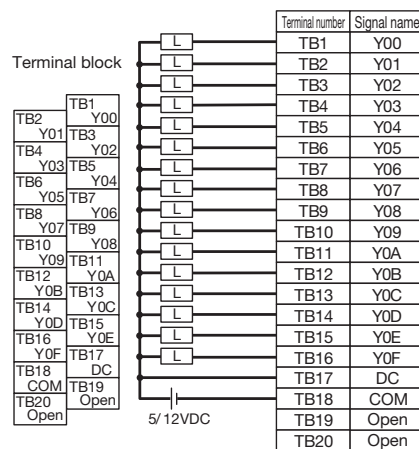 Terminal number Signal name
L TB1 Y00
L TB2 Y01
L TB3 Y02
L TB4 Y03
L TB5 Y04
L TB6 Y05
L TB7 Y06
L TB8 Y07
L TB9 Y08
L TB10 Y09
L TB11 Y0A
L TB12 Y0B
L TB13 Y0C
L TB14 Y0D
L TB15 Y0E
L TB16 Y0F
TB17 DC
TB18 COM
TB19 Open
TB20 Open
5/12VDC
Terminal block
TB1
Y00
TB2
Y01
TB3
Y02
TB4
Y03
TB5
Y04
TB6
Y05
TB7
Y06
TB8
Y07
TB9
Y08
TB10
Y09
TB11
Y0A
TB12
Y0B
TB13
Y0C
TB14
Y0D
TB15
Y0E
TB16
Y0F
TB17
DC
TB18
COM
TB19
Open
TB20
Open